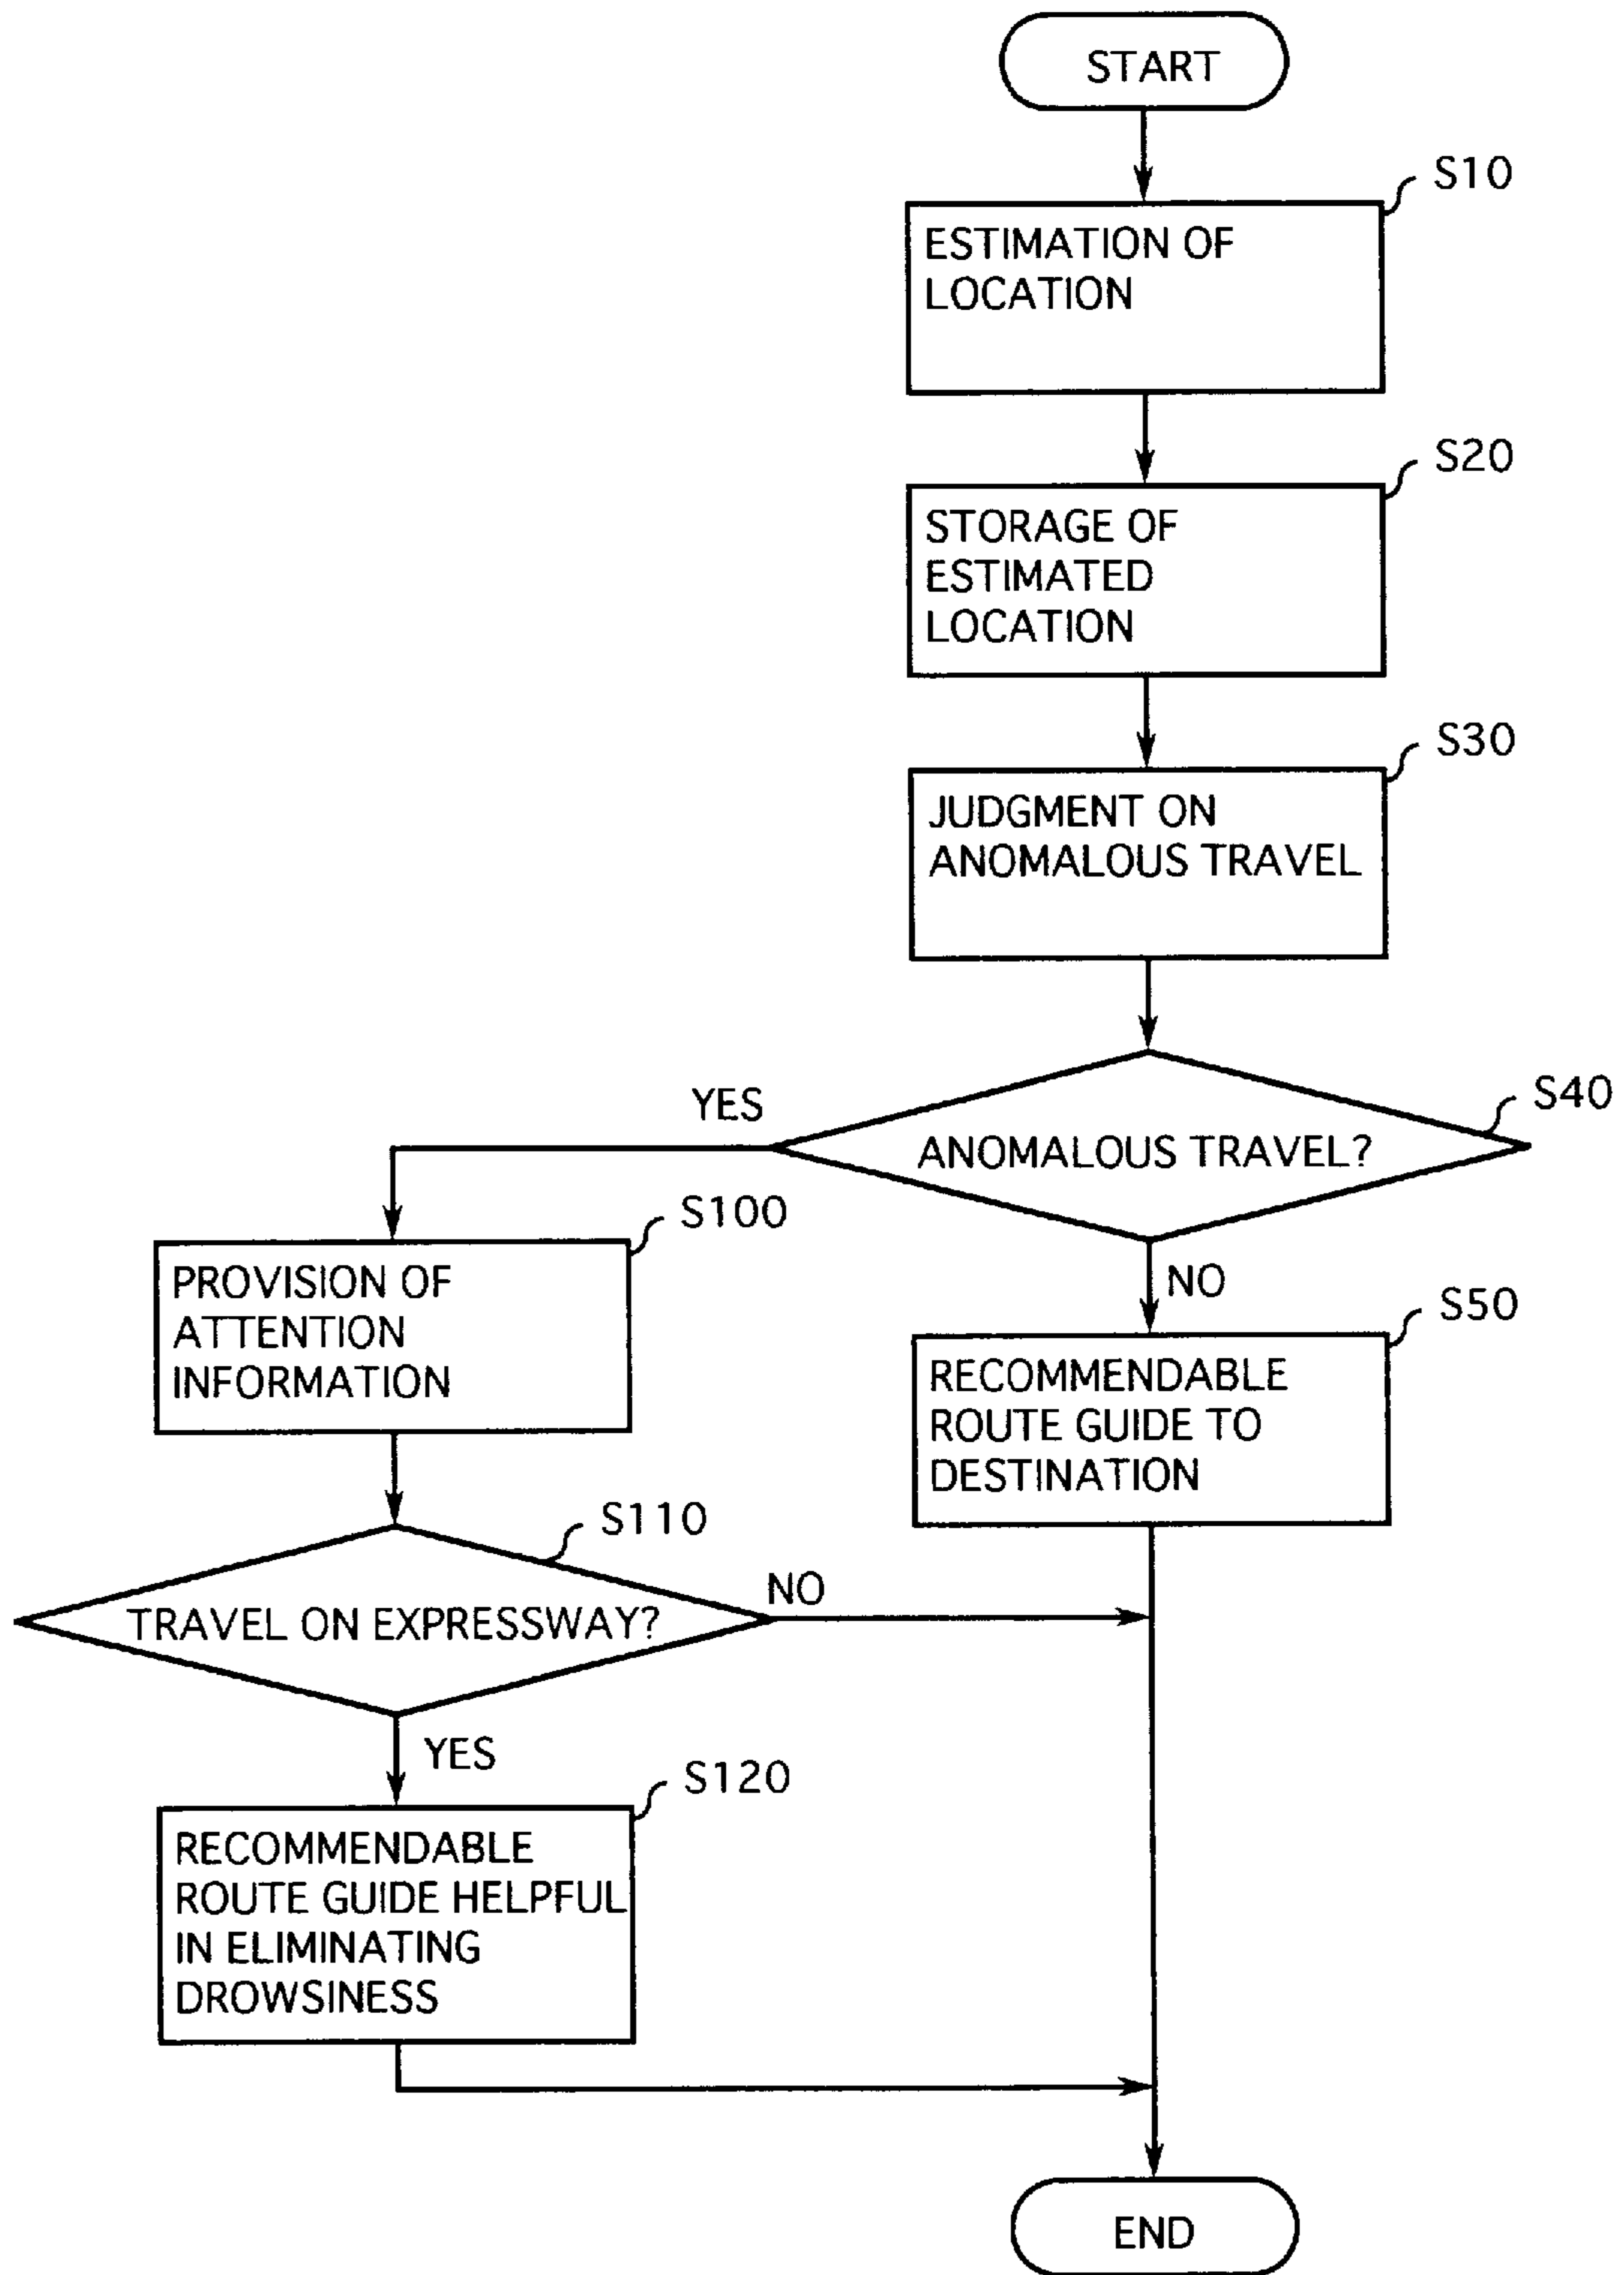 START
S10
ESTIMATION OF
LOCATION
S20
STORAGE OF
ESTIMATED
LOCATION
S30
JUDGMENT ON
ANOMALOUS TRAVEL
S40
ANOMALOUS TRAVEL?
YES
NO
S100
PROVISION OF
ATTENTION
INFORMATION
S50
RECOMMENDABLE
ROUTE GUIDE TO
DESTINATION
S110
TRAVEL ON EXPRESSWAY?
NO
YES
S120
RECOMMENDABLE
ROUTE GUIDE HELPFUL
IN ELIMINATING
DROWSINESS
END